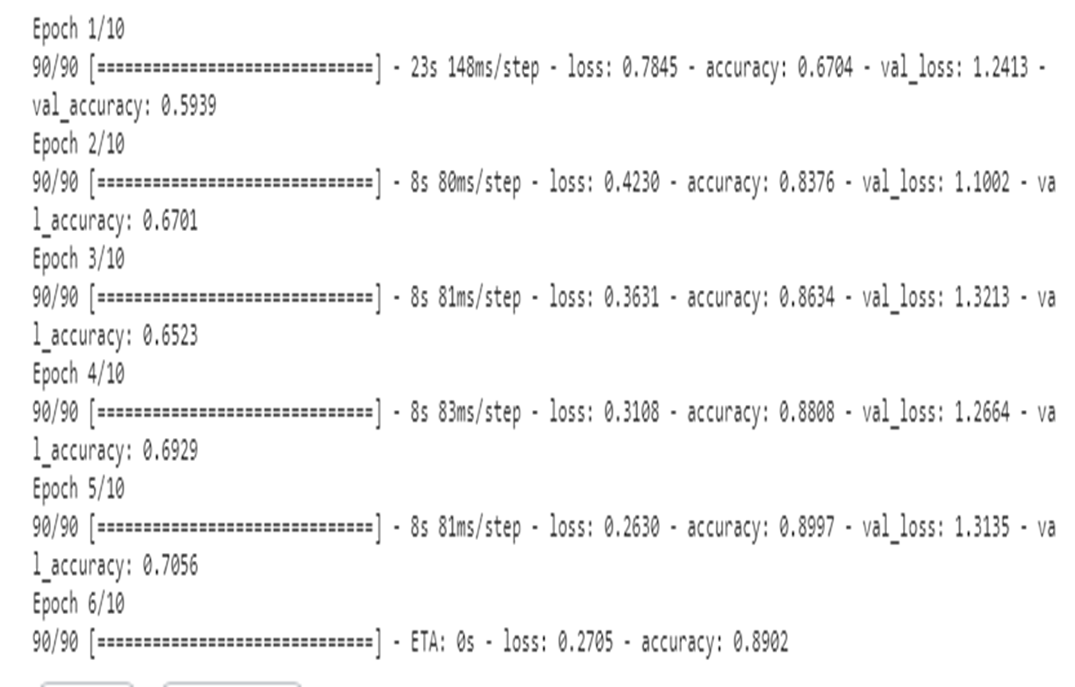 Epoch 1/10
90/90 [==============================] - 23s 148ms/step - loss: 0.7845 - accuracy: 0.6704 - val_loss: 1.2413 -
val_accuracy: 0.5939
Epoch 2/10
90/90 [==============================] - 8s 80ms/step - loss: 0.4230 - accuracy: 0.8376 - val_loss: 1.1002 - va
l_accuracy: 0.6701
Epoch 3/10
90/90 [==============================] - 8s 81ms/step - loss: 0.3631 - accuracy: 0.8634 - val_loss: 1.3213 - va
l_accuracy: 0.6523
Epoch 4/10
90/90 [==============================] - 8s 83ms/step - loss: 0.3108 - accuracy: 0.8808 - val_loss: 1.2664 - va
l_accuracy: 0.6929
Epoch 5/10
90/90 [==============================] - 8s 81ms/step - loss: 0.2630 - accuracy: 0.8997 - val_loss: 1.3135 - va
l_accuracy: 0.7056
Epoch 6/10
90/90 [==============================] - ETA: 0s - loss: 0.2705 - accuracy: 0.8902